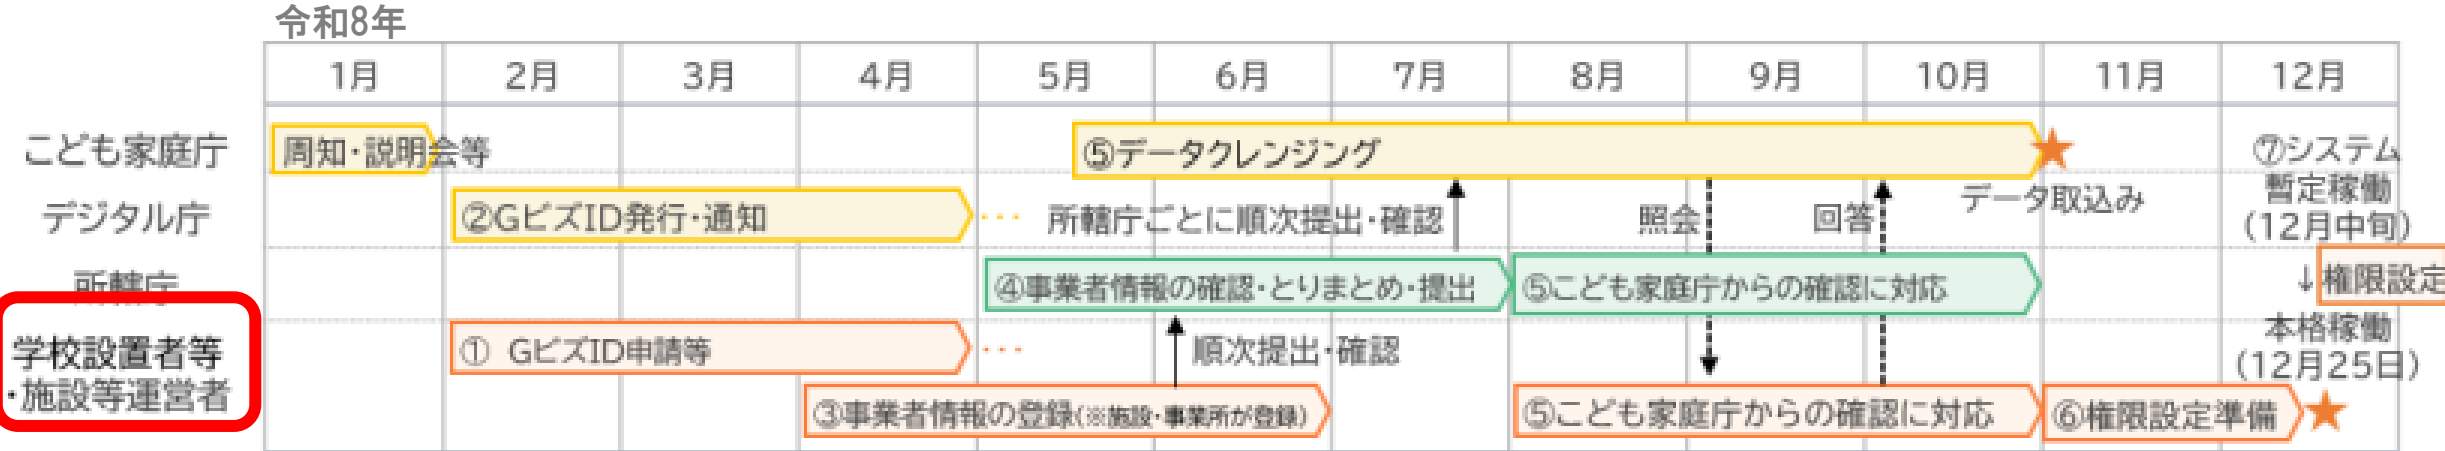 令和8年
1月 2月 3月 4月 5月 6月 7月 8月 9月 10月 11月 12月
こども家庭庁 周知・説明会等 ⑤データクレンジング ★ ⑦システム
暫定稼働
(12月中旬)
デジタル庁 ②GビズID発行・通知 ・・・ 所轄庁ごとに順次提出・確認 照会 回答 データ取込み
所轄庁 ④事業者情報の確認・とりまとめ・提出 ⑤こども家庭庁からの確認に対応 ↓権限設定
本格稼働
(12月25日)
学校設置者等
・施設等運営者
① GビズID申請等 ・・・ 順次提出・確認
③事業者情報の登録(※施設・事業所が登録) ⑤こども家庭庁からの確認に対応 ⑥権限設定準備 ★